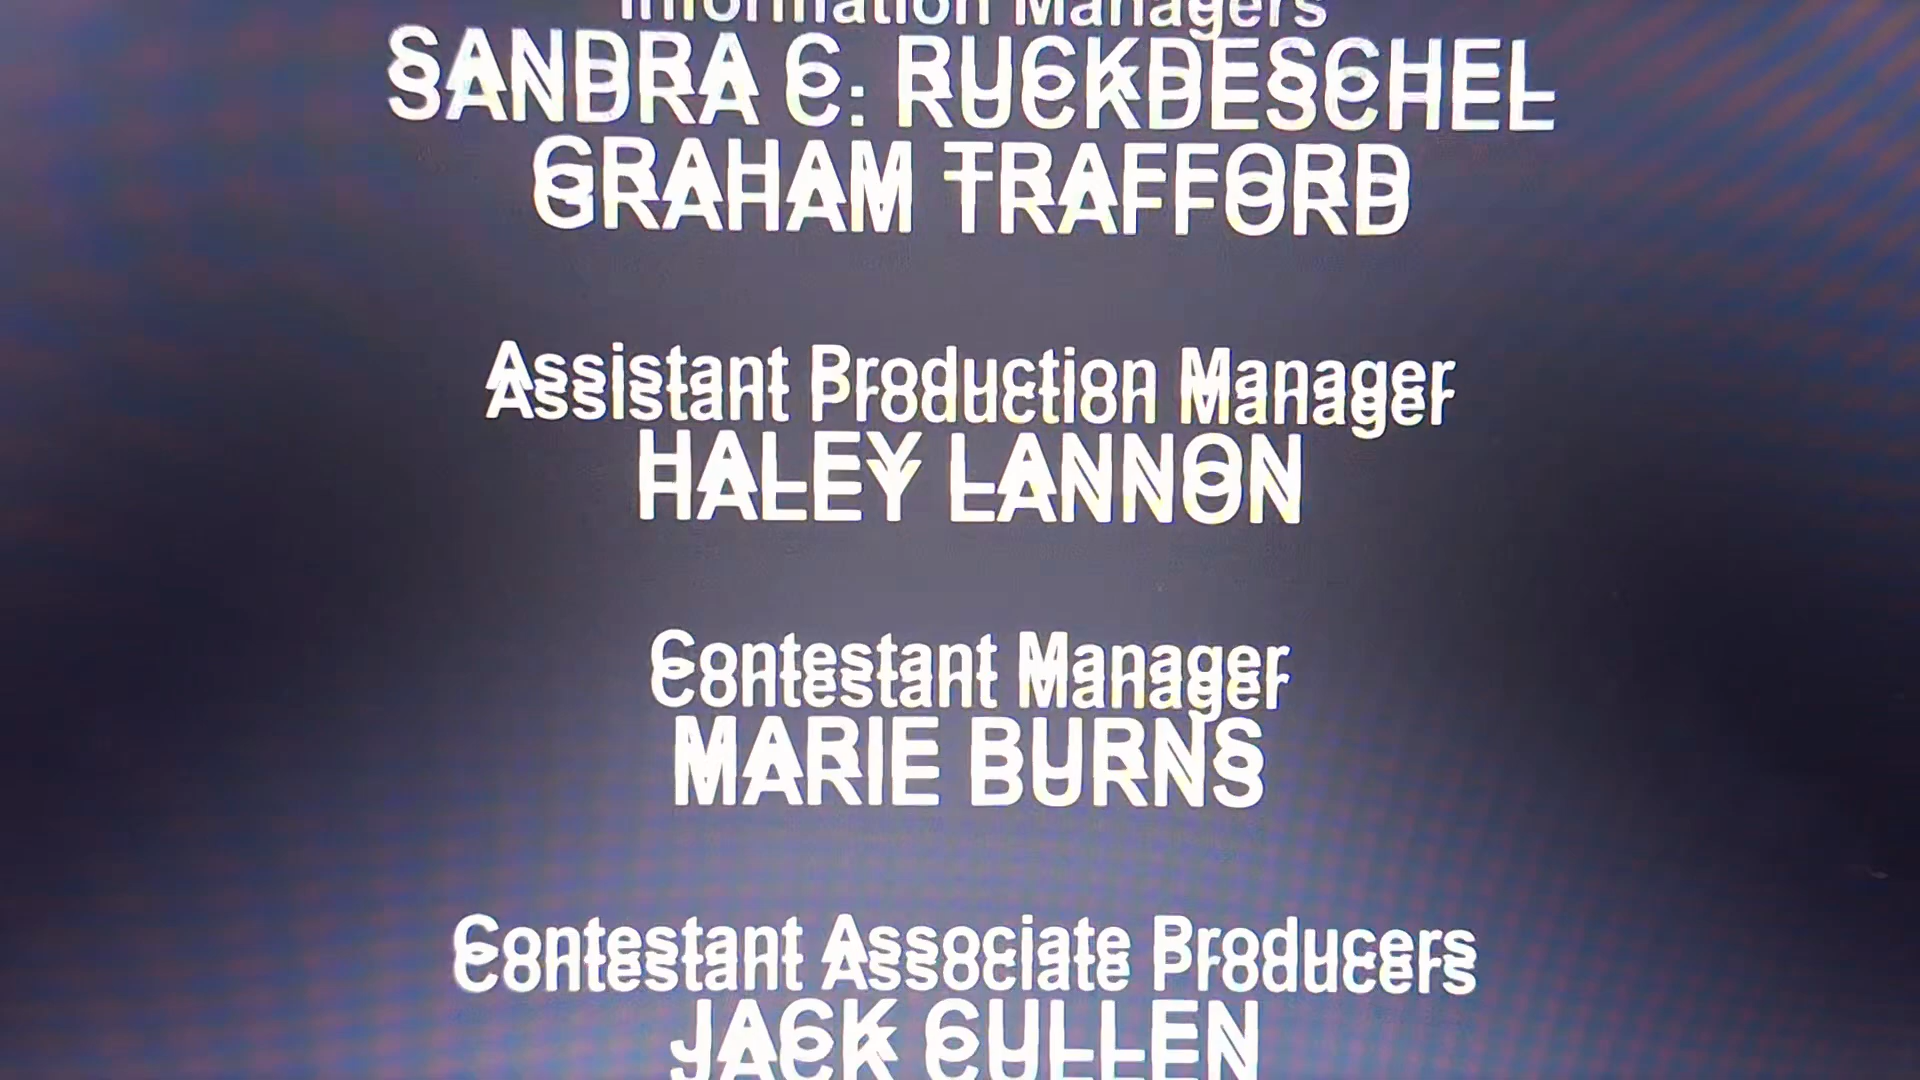 Information Managers
SANDRA C. RUCKDESCHEL
GRAHAM TRAFFORD
Assistant Production Manager
HALEY LANNON
Contestant Manager
MARIE BURNS
Contestant Associate Producers
JACK CULLEN